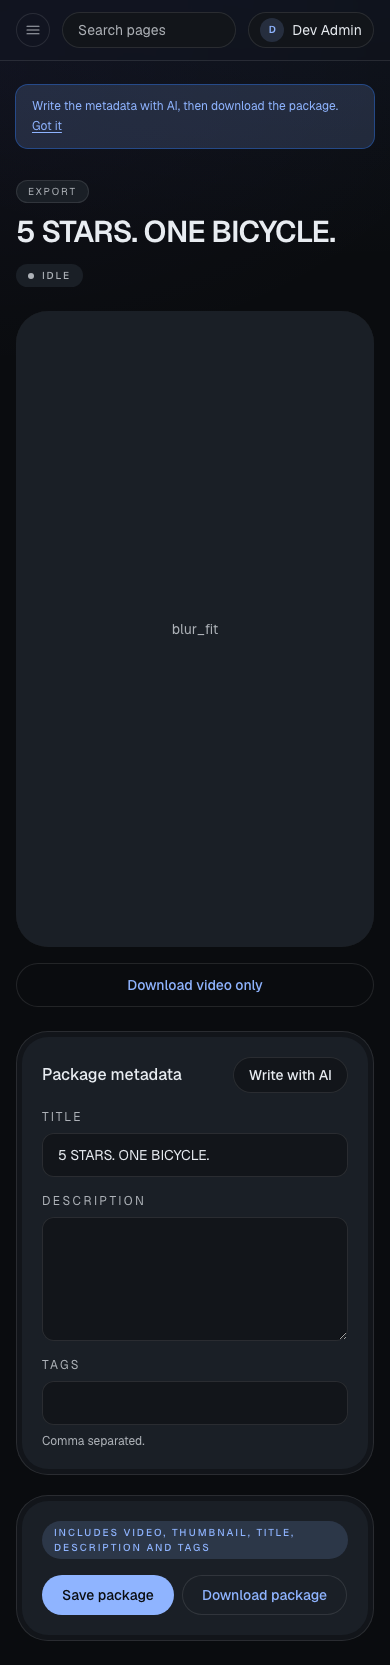 Search pages
D
Dev Admin
Write the metadata with AI, then download the package.
Got it
EXPORT
5 STARS. ONE BICYCLE.
IDLE
blur_fit
Download video only
Package metadata
Write with AI
TITLE
5 STARS. ONE BICYCLE.
DESCRIPTION
TAGS
Comma separated.
INCLUDES VIDEO, THUMBNAIL, TITLE,
DESCRIPTION AND TAGS
Save package
Download package